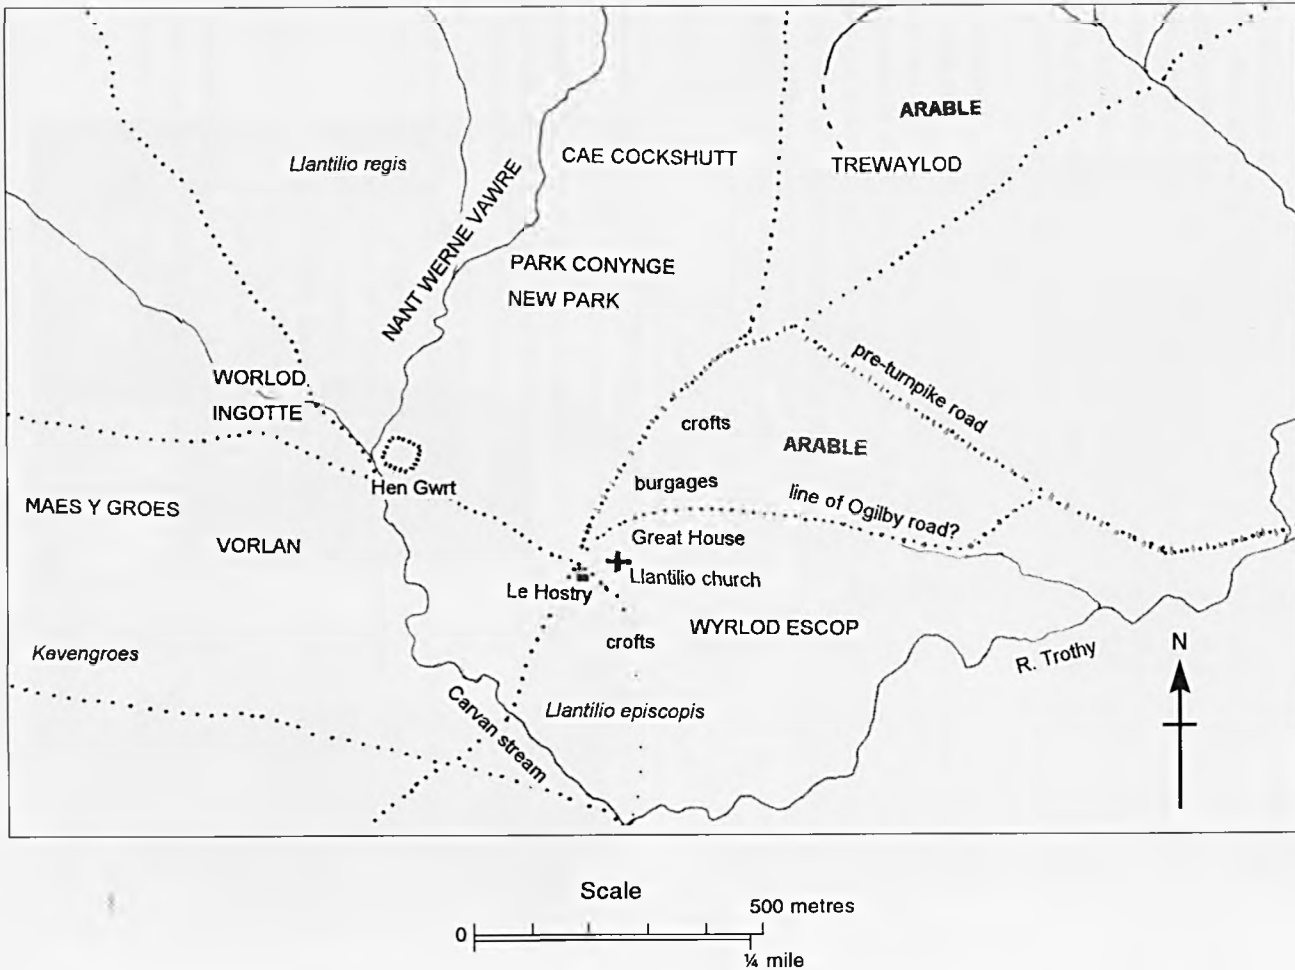 ARABLE
CAE COCKSHUTT
Llantilio regis
TREWAYLOD
NANT WERNE VAWRE
PARK CONYNGE
NEW PARK
pre-turnpike road
WORLOD
INGOTTE
crofts
ARABLE
burgages
Hen Gwrt
line of Ogilby road?
MAES Y GROES
VORLAN
Great House
Llantilio church
Le Hostry
WYRLOD ESCOP
crofts
Kevengroes
R. Trothy
N
Carvan stream
Llantilio episcopis
Scale
500 metres
0
¼ mile